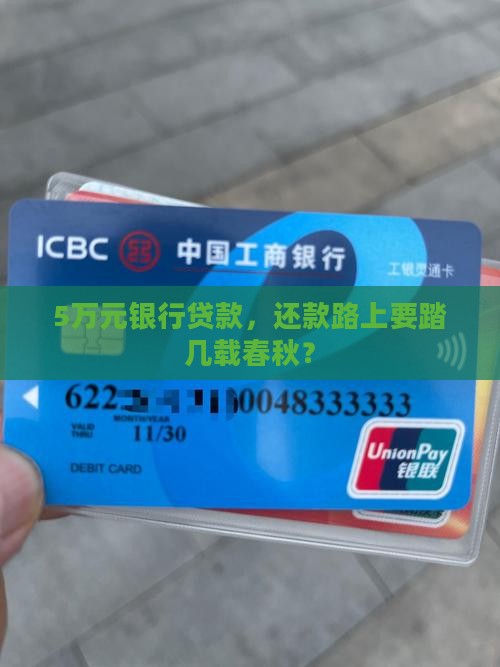 ICBC 中国工商银行
工银灵通卡
5万元银行贷款，还款路上要踏
几载春秋？
622 0048333333
MONTH/YEAR
VALID
THRU 11/30
DEBIT CARD
UnionPay
银联